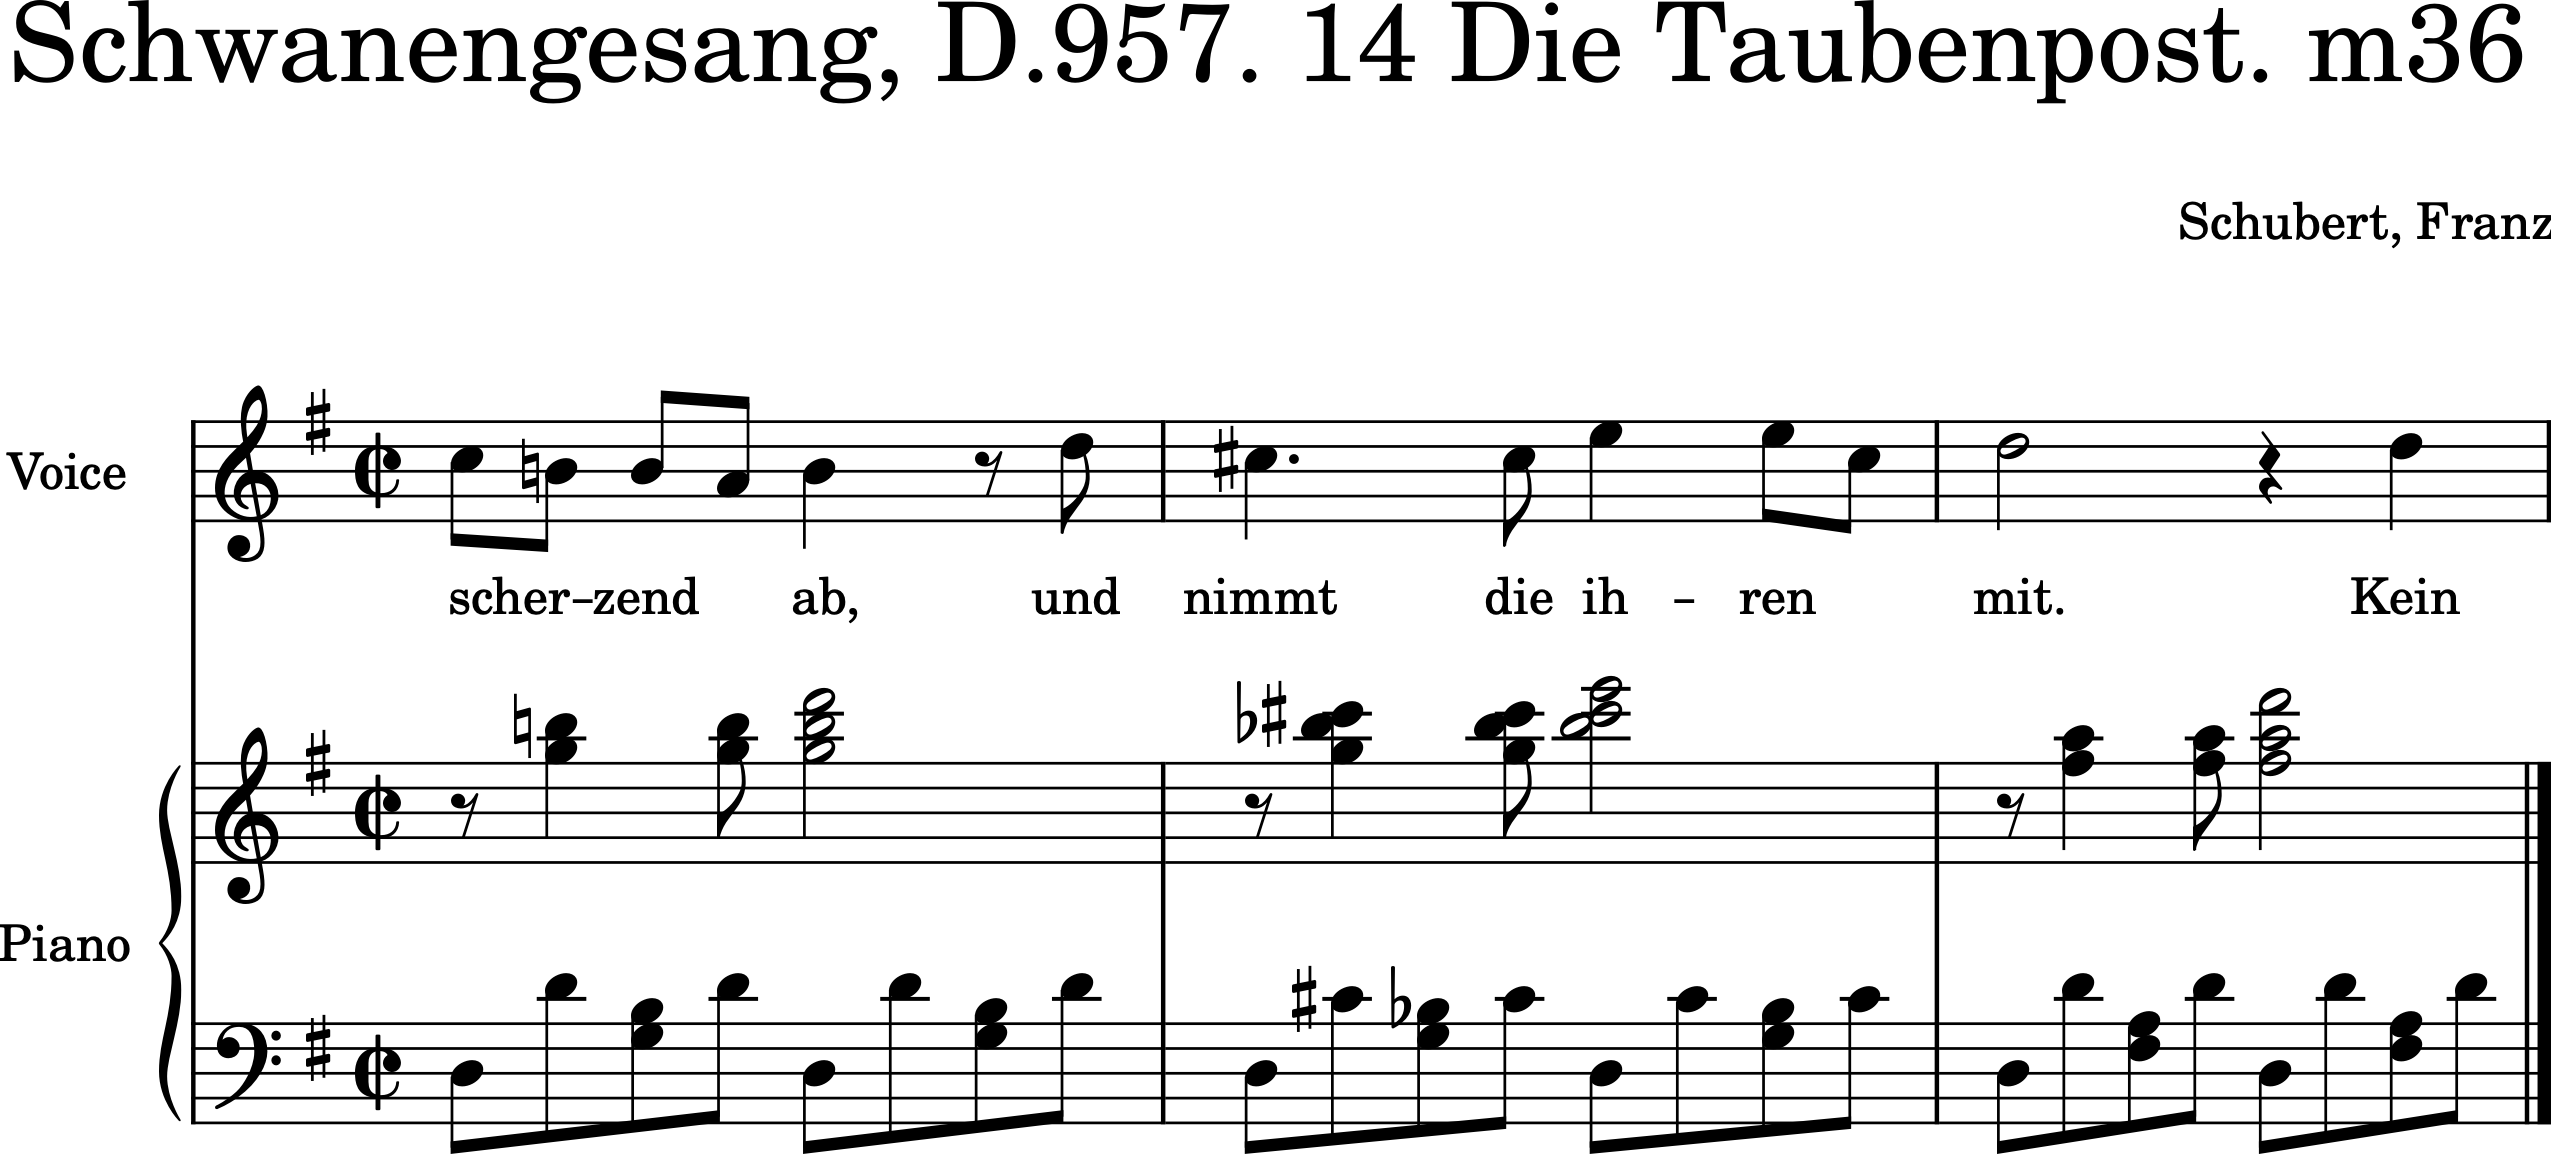 Schwanengesang, D.957. 14 Die Taubenpost. m36
Schubert, Franz
Voice
scher-zend ab, und nimmt die ih - ren mit. Kein
Piano